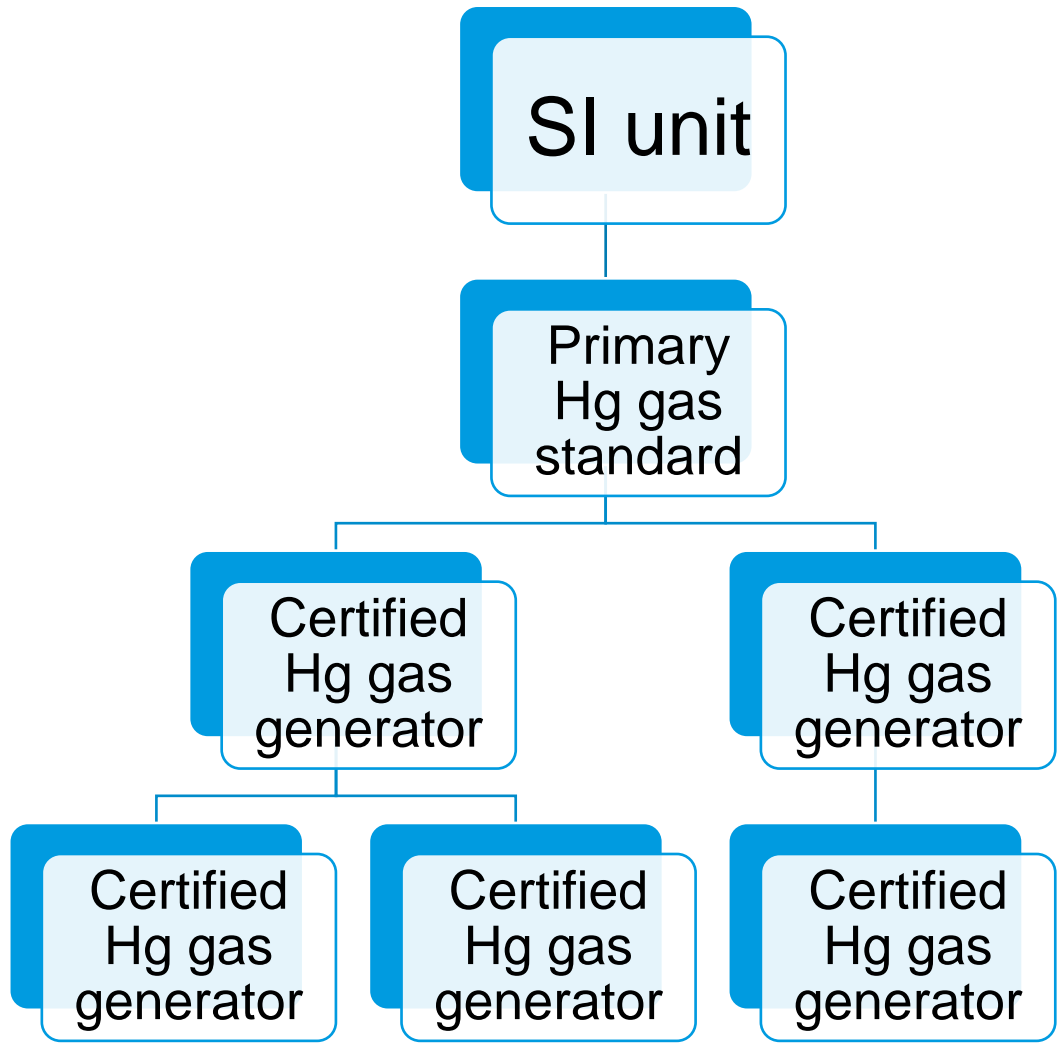 SI unit
Primary
Hg gas
standard
Certified
Hg gas
generator
Certified
Hg gas
generator
Certified
Hg gas
generator
Certified
Hg gas
generator
Certified
Hg gas
generator